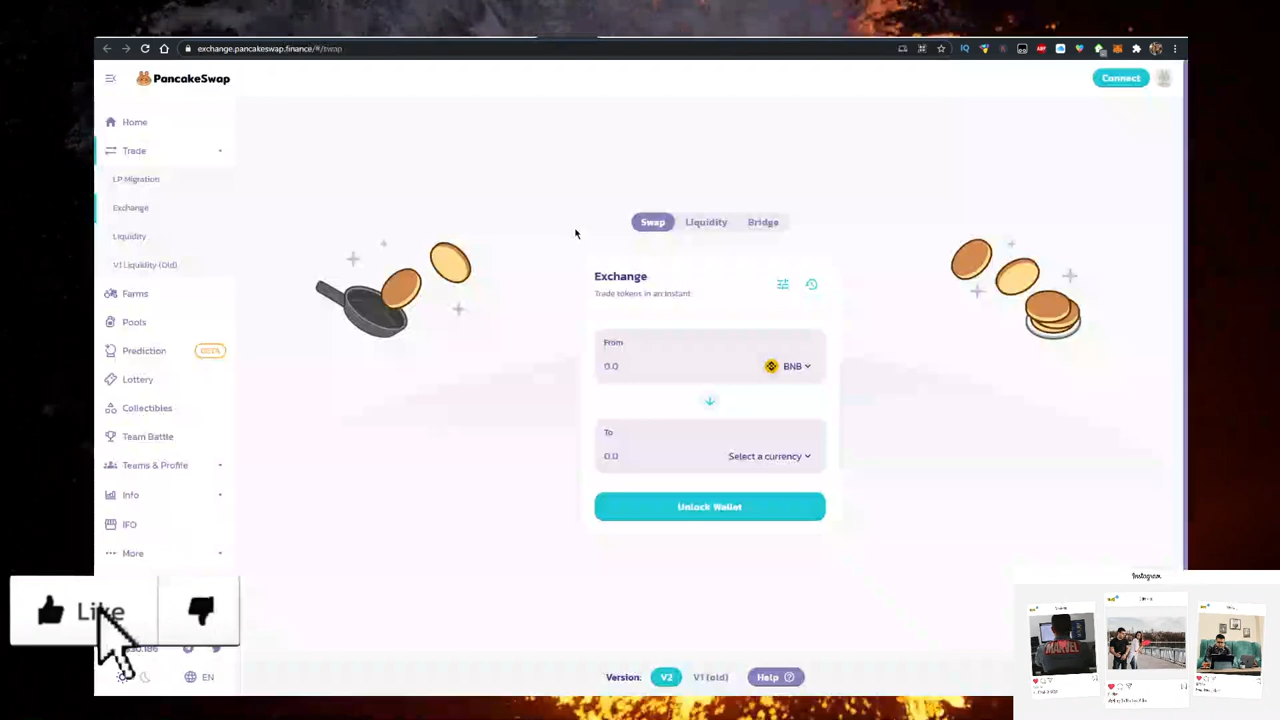 exchange.pancakeswap.finance/#/swap
PancakeSwap
Connect
Home
Trade
LP Migration
Exchange
Liquidity
V1 Liquidity (Old)
Farms
Pools
Prediction
BETA
Lottery
Collectibles
Team Battle
Teams & Profile
Info
IFO
More
EN
Swap
Liquidity
Bridge
Exchange
Trade tokens in an instant
From
0.0
BNB
To
0.0
Select a currency
Unlock Wallet
Version:
V2
V1 (old)
Help
Like
Instagram
MARVEL